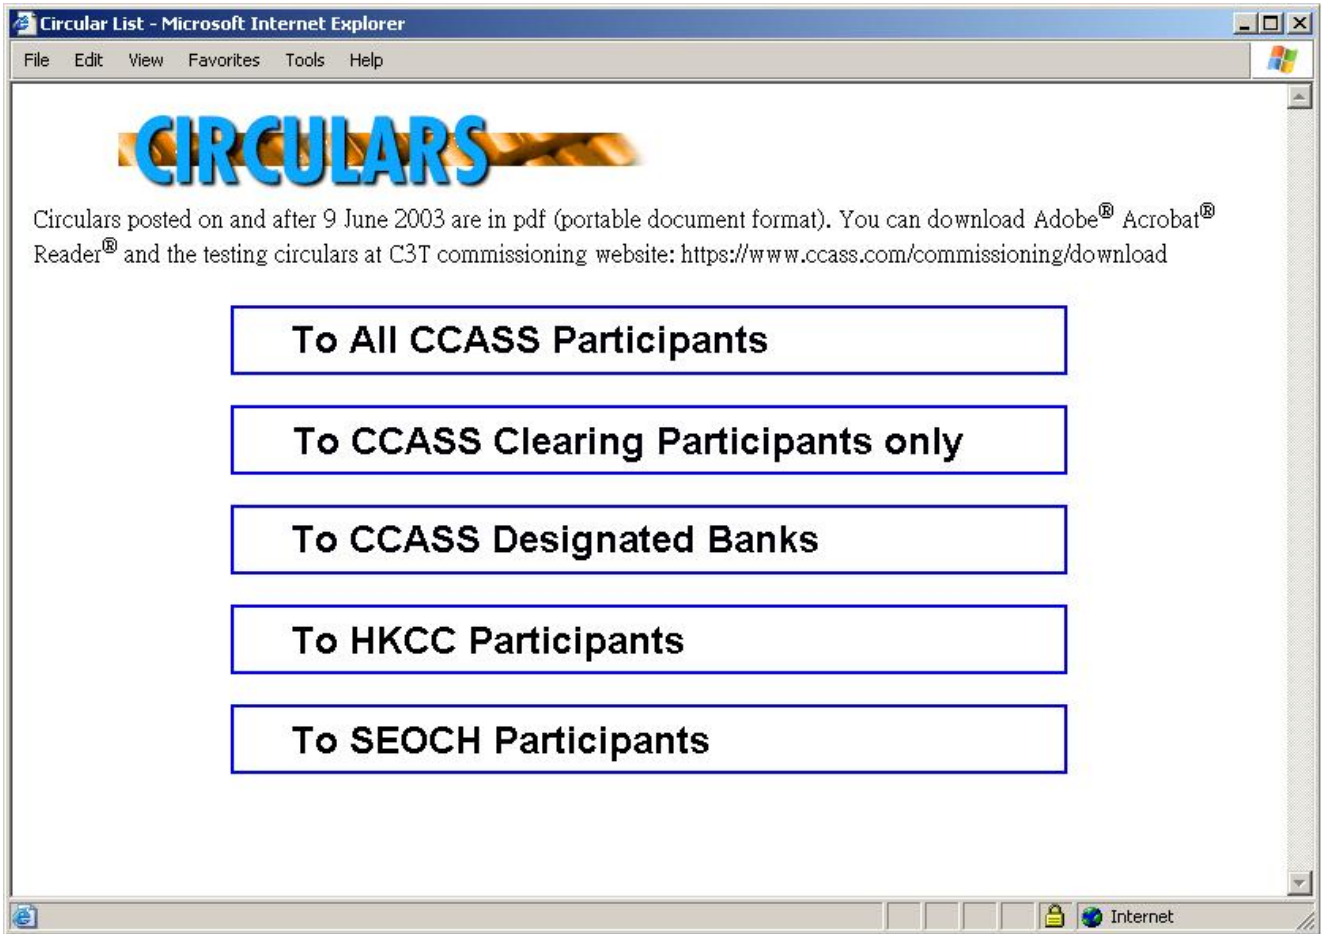 Circular List - Microsoft Internet Explorer
File Edit View Favorites Tools Help
CIRCULARS
Circulars posted on and after 9 June 2003 are in pdf (portable document format). You can download Adobe® Acrobat®
Reader® and the testing circulars at C3T commissioning website: https://www.ccass.com/commissioning/download
To All CCASS Participants
To CCASS Clearing Participants only
To CCASS Designated Banks
To HKCC Participants
To SEOCH Participants
Internet